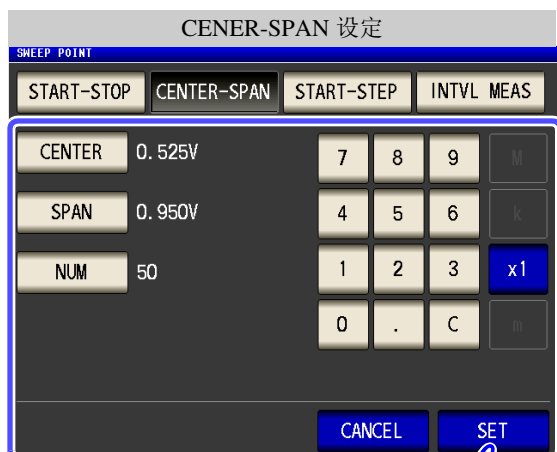 CENER-SPAN 设定
SWEEP POINT
START-STOP CENTER-SPAN START-STEP INTVL MEAS
CENTER 0.525V 7 8 9 M
SPAN 0.950V 4 5 6 k
NUM 50 1 2 3 x1
0 . C m
CANCEL SET